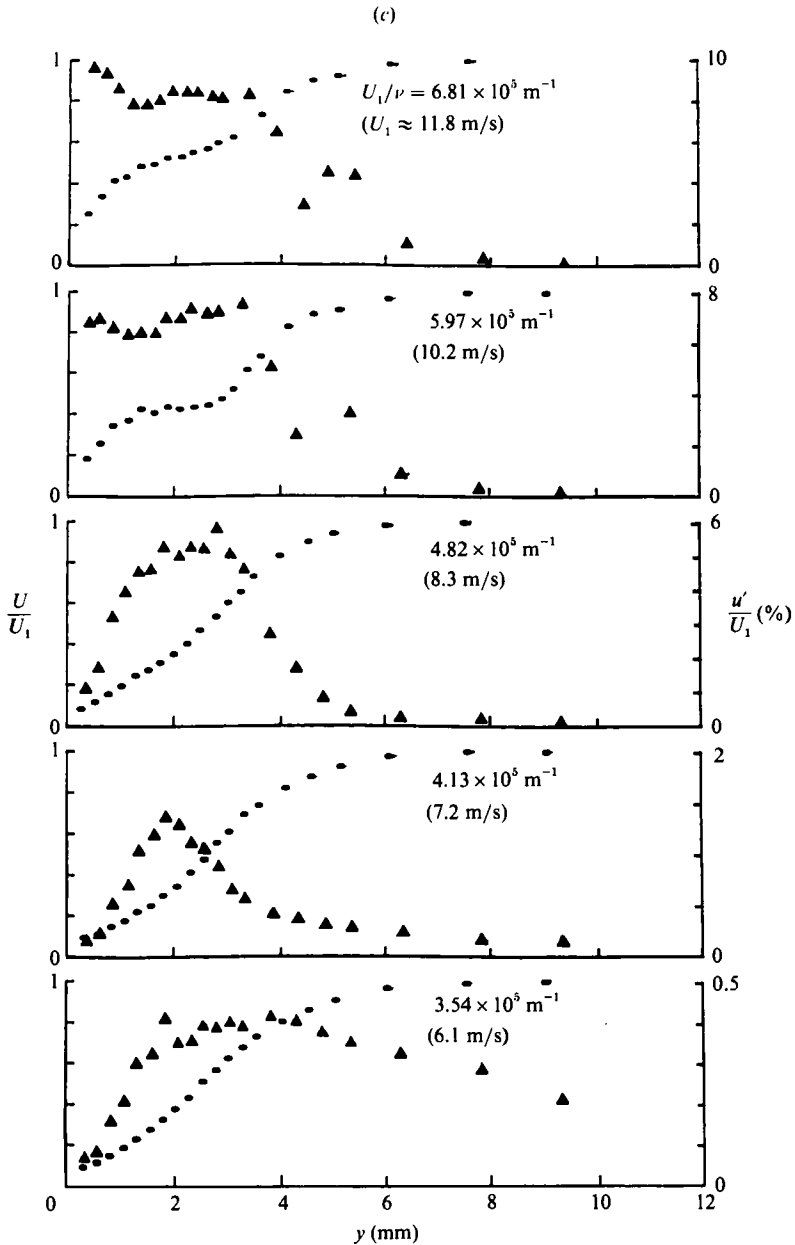 (c)
1
10
U₁/ν = 6.81 × 10⁵ m⁻¹
(U₁ ≈ 11.8 m/s)
0
0
1
8
5.97 × 10⁵ m⁻¹
(10.2 m/s)
0
0
1
6
4.82 × 10⁵ m⁻¹
(8.3 m/s)
U/U₁
u′/U₁ (%)
0
0
1
2
4.13 × 10⁵ m⁻¹
(7.2 m/s)
0
0
1
0.5
3.54 × 10⁵ m⁻¹
(6.1 m/s)
0
0
0 2 4 6 8 10 12
y (mm)